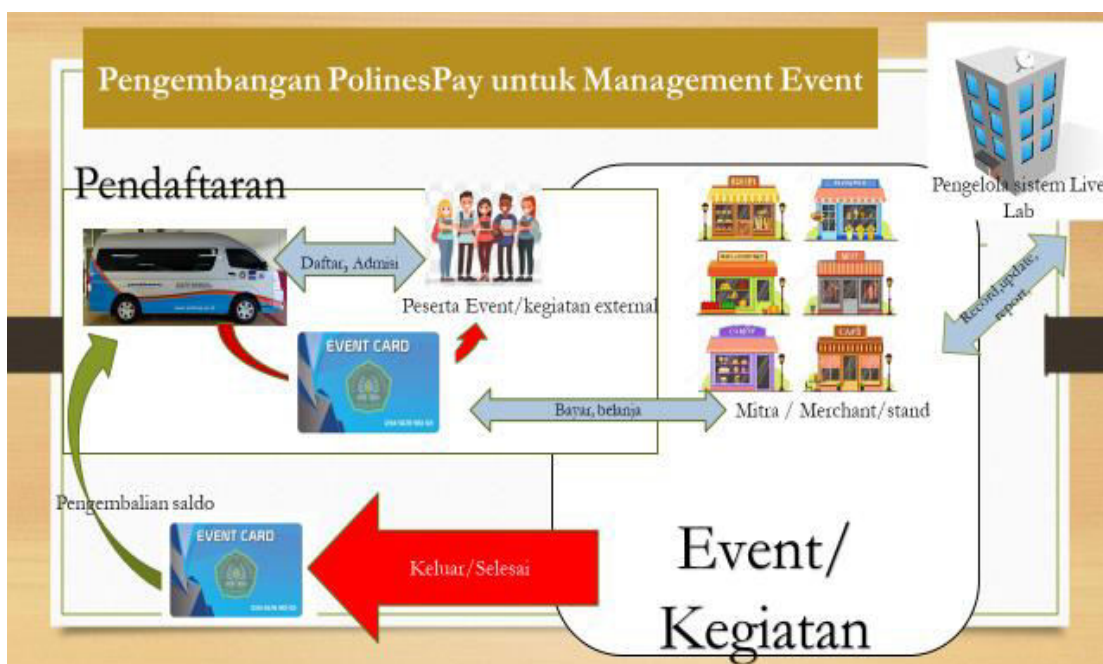 Pengembangan PolinesPay untuk Management Event
Pendaftaran
Pengelola sistem Live
Lab
Daftar, Admisi
Peserta Event/kegiatan external
Record update,
report,
EVENT CARD
Bayar, belanja
Mitra / Merchant/stand
CAFE
Pengembalian saldo
EVENT CARD
Keluar/Selesai
Event/
Kegiatan